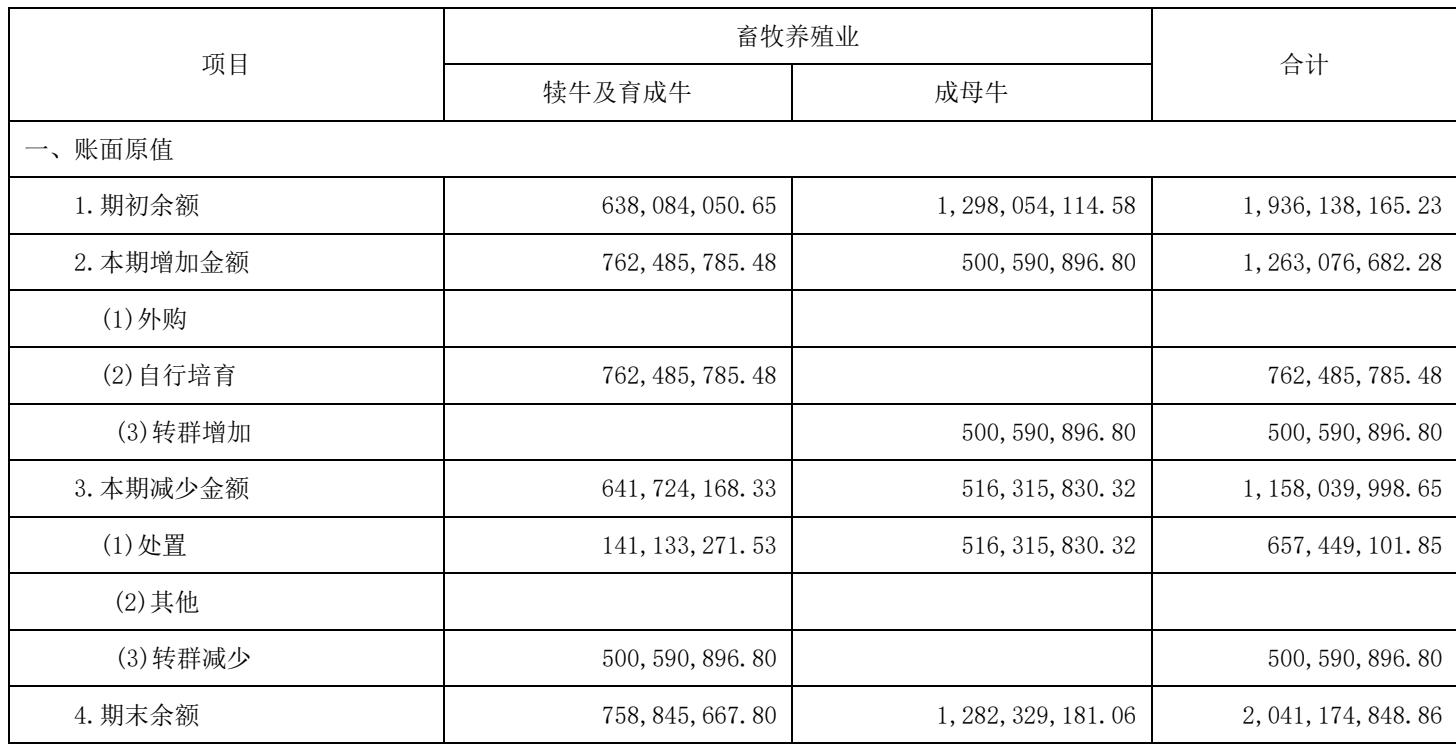 项目 畜牧养殖业 合计
犊牛及育成牛 成母牛
一、账面原值
1.期初余额 638,084,050.65 1,298,054,114.58 1,936,138,165.23
2.本期增加金额 762,485,785.48 500,590,896.80 1,263,076,682.28
(1)外购
(2)自行培育 762,485,785.48 762,485,785.48
(3)转群增加 500,590,896.80 500,590,896.80
3.本期减少金额 641,724,168.33 516,315,830.32 1,158,039,998.65
(1)处置 141,133,271.53 516,315,830.32 657,449,101.85
(2)其他
(3)转群减少 500,590,896.80 500,590,896.80
4.期末余额 758,845,667.80 1,282,329,181.06 2,041,174,848.86